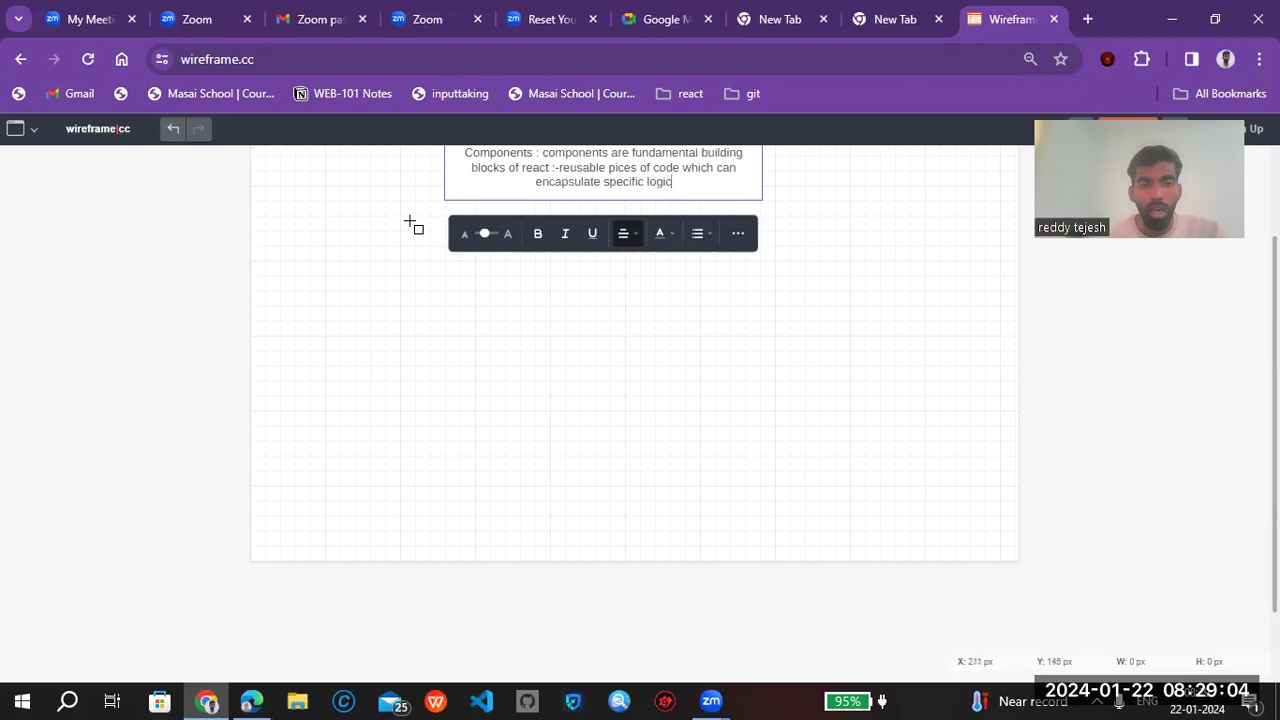 My Meeti
Zoom
Zoom pa
Zoom
Reset You
Google M
New Tab
New Tab
Wireframe
wireframe.cc
Gmail
Masai School | Cour...
WEB-101 Notes
inputtaking
Masai School | Cour...
react
git
All Bookmarks
wireframe|cc
Up
Components : components are fundamental building
blocks of react :-reusable pices of code which can
encapsulate specific logic
reddy tejesh
A A B I U A
X: 211 px
W: 0 px
H: 0 px
25
95%
Near record
ENG
2024-01-22 08:29:04
22-01-2024